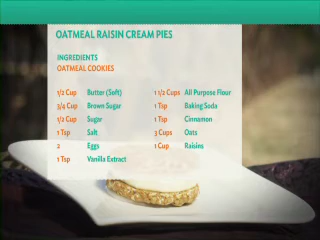 OATMEAL RAISIN CREAM PIES
INGREDIENTS
OATMEAL COOKIES
1/2 Cup Butter (Soft)
3/4 Cup Brown Sugar
1/2 Cup Sugar
1 Tsp Salt
2 Eggs
1 Tsp Vanilla Extract
1 1/2 Cups All Purpose Flour
1 Tsp Baking Soda
1 Tsp Cinnamon
3 Cups Oats
1 Cup Raisins